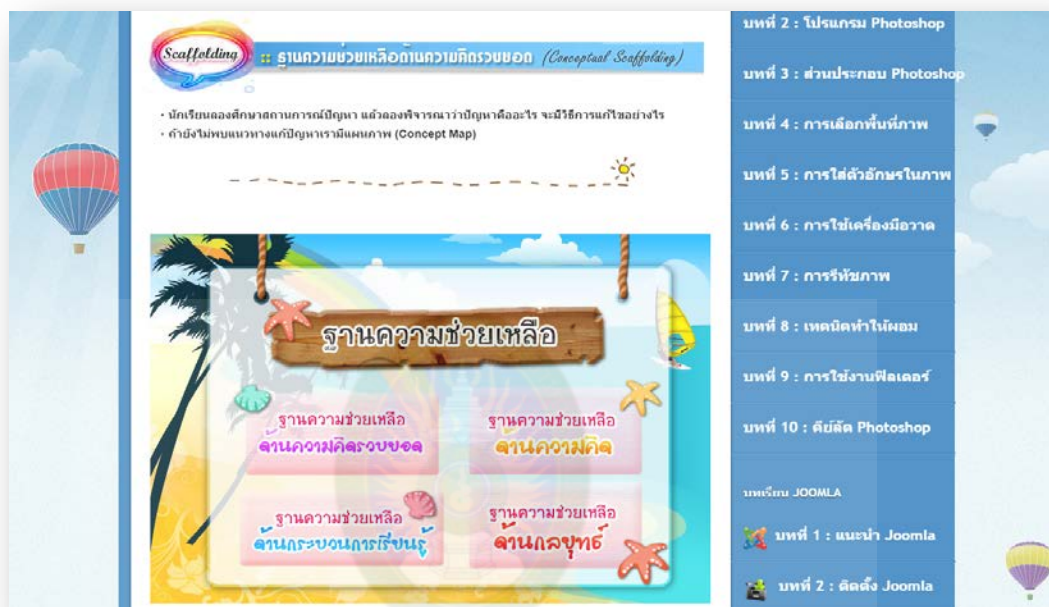 Scaffolding
:: ฐานความช่วยเหลือด้านความคิดรวบยอด (Conceptual Scaffolding)
• นักเรียนลองศึกษาสถานการณ์ปัญหา แล้วลองพิจารณาว่าปัญหาคืออะไร จะมีวิธีการแก้ไขอย่างไร
• ถ้ายังไม่พบแนวทางแก้ปัญหาเรามีแผนภาพ (Concept Map)
ฐานความช่วยเหลือ
ฐานความช่วยเหลือ
ด้านความคิดรวบยอด
ฐานความช่วยเหลือ
ด้านความคิด
ฐานความช่วยเหลือ
ด้านกระบวนการเรียนรู้
ฐานความช่วยเหลือ
ด้านกลยุทธ์
บทที่ 2 : โปรแกรม Photoshop
บทที่ 3 : ส่วนประกอบ Photoshop
บทที่ 4 : การเลือกพื้นที่ภาพ
บทที่ 5 : การใส่ตัวอักษรในภาพ
บทที่ 6 : การใช้เครื่องมือวาด
บทที่ 7 : การรีทัชภาพ
บทที่ 8 : เทคนิคทำให้ผอม
บทที่ 9 : การใช้งานฟิลเตอร์
บทที่ 10 : คีย์ลัด Photoshop
บทเรียน JOOMLA
บทที่ 1 : แนะนำ Joomla
บทที่ 2 : ติดตั้ง Joomla